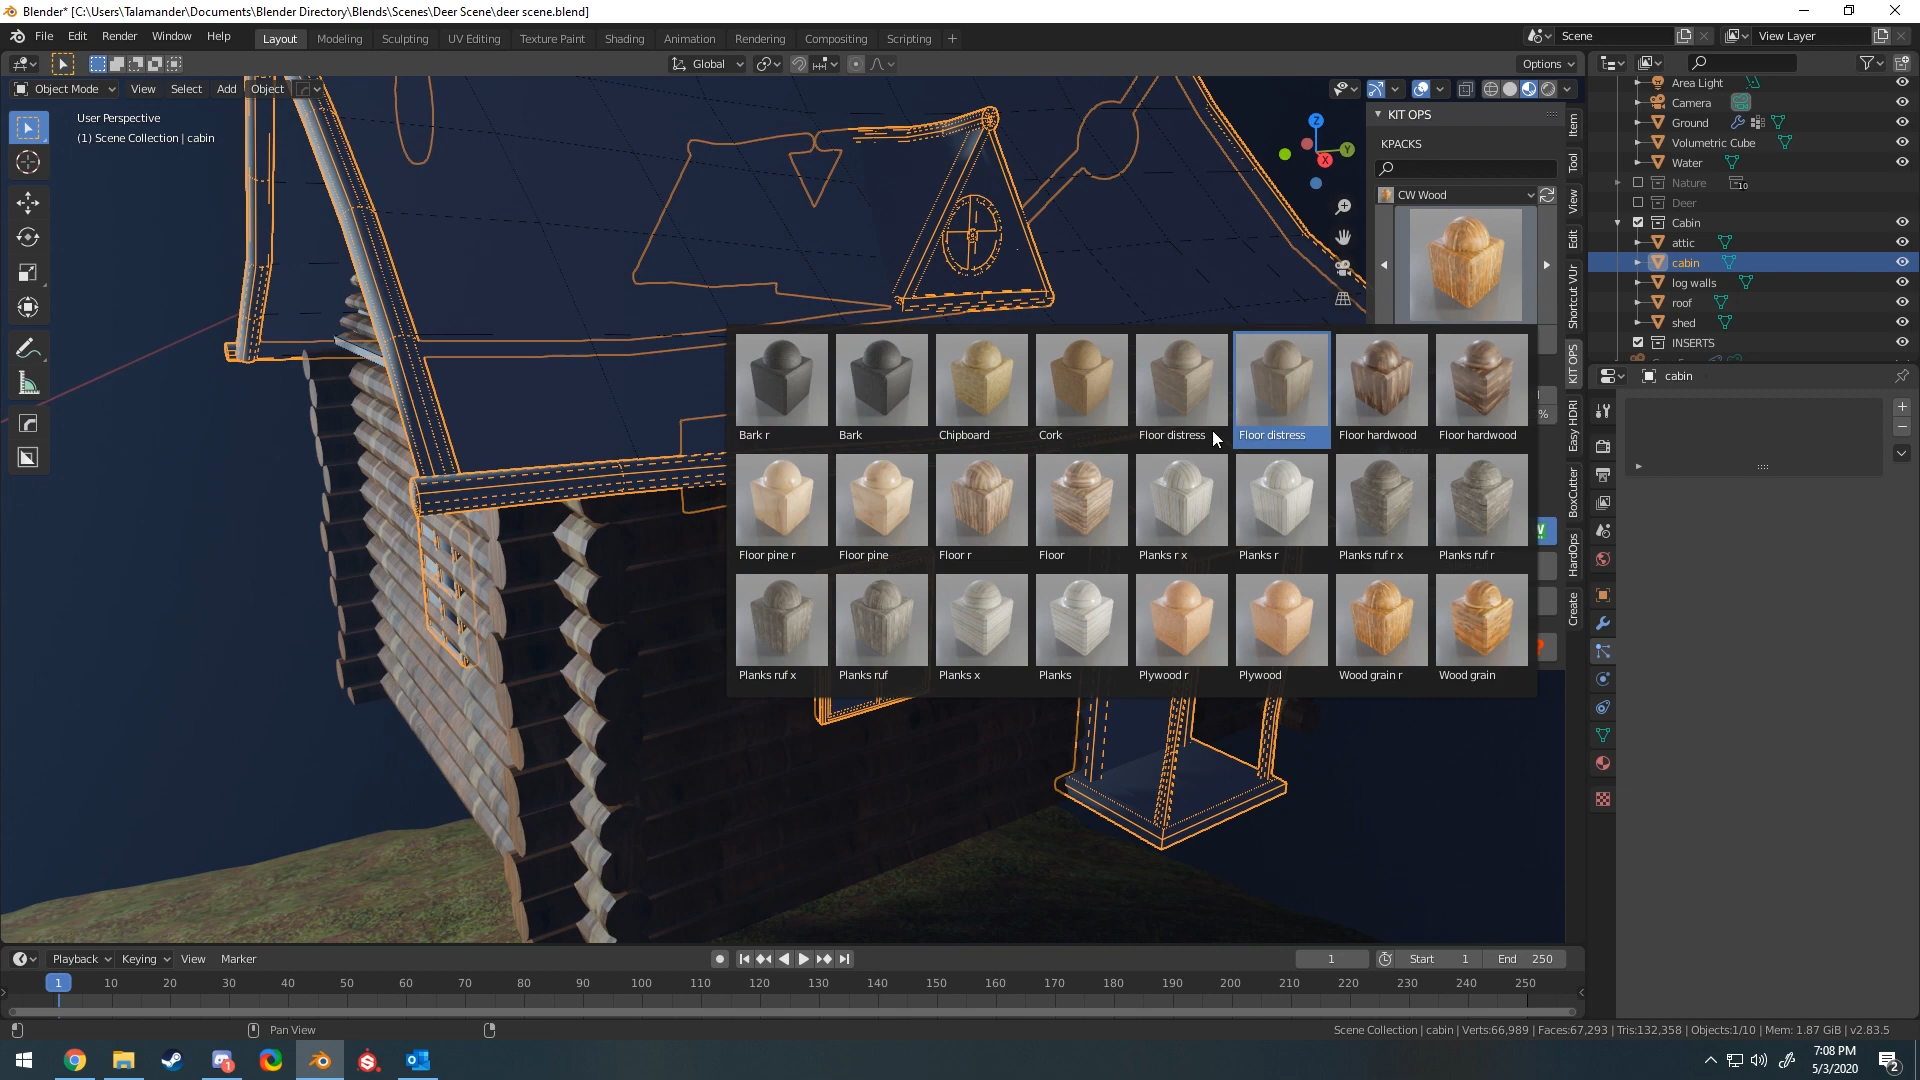 Blender* [C:\Users\Talamander\Documents\Blender Directory\Blends\Scenes\Deer Scene\deer scene.blend]
File Edit Render Window Help
Layout Modeling Sculpting UV Editing Texture Paint Shading Animation Rendering Compositing Scripting +
Scene
View Layer
Global
Options
Object Mode View Select Add Object
User Perspective
(1) Scene Collection | cabin
Z
Y
X
KIT OPS
KPACKS
CW Wood
Item
Tool
View
Edit
Shortcut VUr
KIT OPS
Easy HDRI
BoxCutter
HardOps
Create
%
Bark r
Bark
Chipboard
Cork
Floor distress
Floor distress
Floor hardwood
Floor hardwood
Floor pine r
Floor pine
Floor r
Floor
Planks r x
Planks r
Planks ruf r x
Planks ruf r
Planks ruf x
Planks ruf
Planks x
Planks
Plywood r
Plywood
Wood grain r
Wood grain
Area Light
Camera
Ground
Volumetric Cube
Water
Nature
10
Deer
Cabin
attic
cabin
log walls
roof
shed
INSERTS
cabin
Playback Keying View Marker
1
Start 1
End 250
1 10 20 30 40 50 60 70 80 90 100 110 120 130 140 150 160 170 180 190 200 210 220 230 240 250
Pan View
Scene Collection | cabin | Verts:66,989 | Faces:67,293 | Tris:132,358 | Objects:1/10 | Mem: 1.87 GiB | v2.83.5
1
7:08 PM
5/3/2020
2